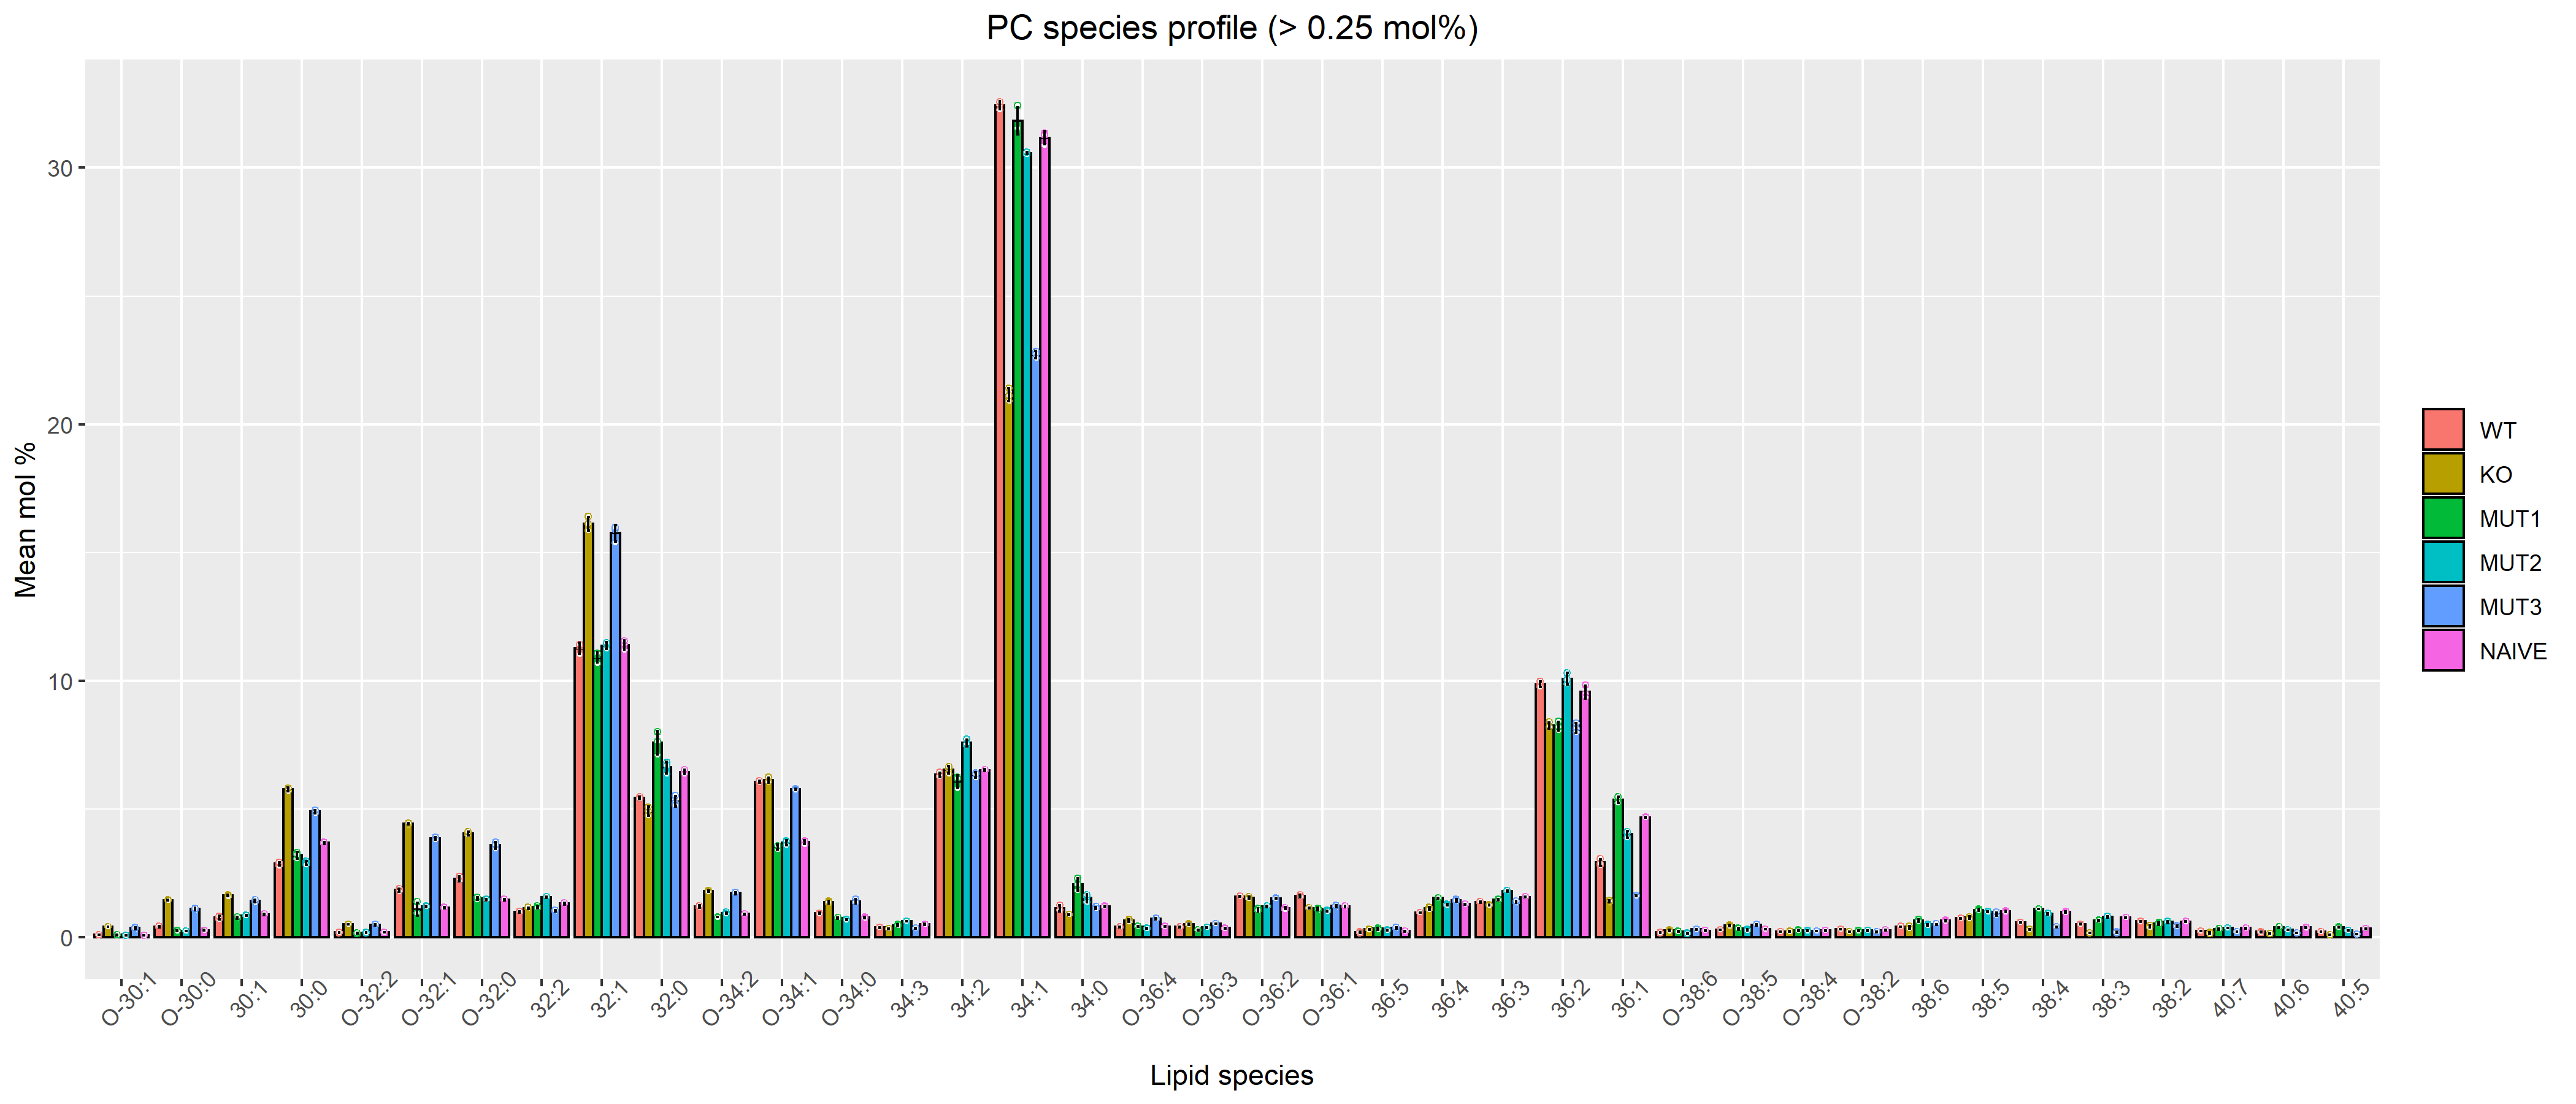 PC species profile (> 0.25 mol%)
Mean mol %
30
20
10
0
O-30:1
O-30:0
30:1
30:0
O-32:2
O-32:1
O-32:0
32:2
32:1
32:0
O-34:2
O-34:1
O-34:0
34:3
34:2
34:1
34:0
O-36:4
O-36:3
O-36:2
O-36:1
36:5
36:4
36:3
36:2
36:1
O-38:6
O-38:5
O-38:4
O-38:2
38:6
38:5
38:4
38:3
38:2
40:7
40:6
40:5
Lipid species
WT
KO
MUT1
MUT2
MUT3
NAIVE